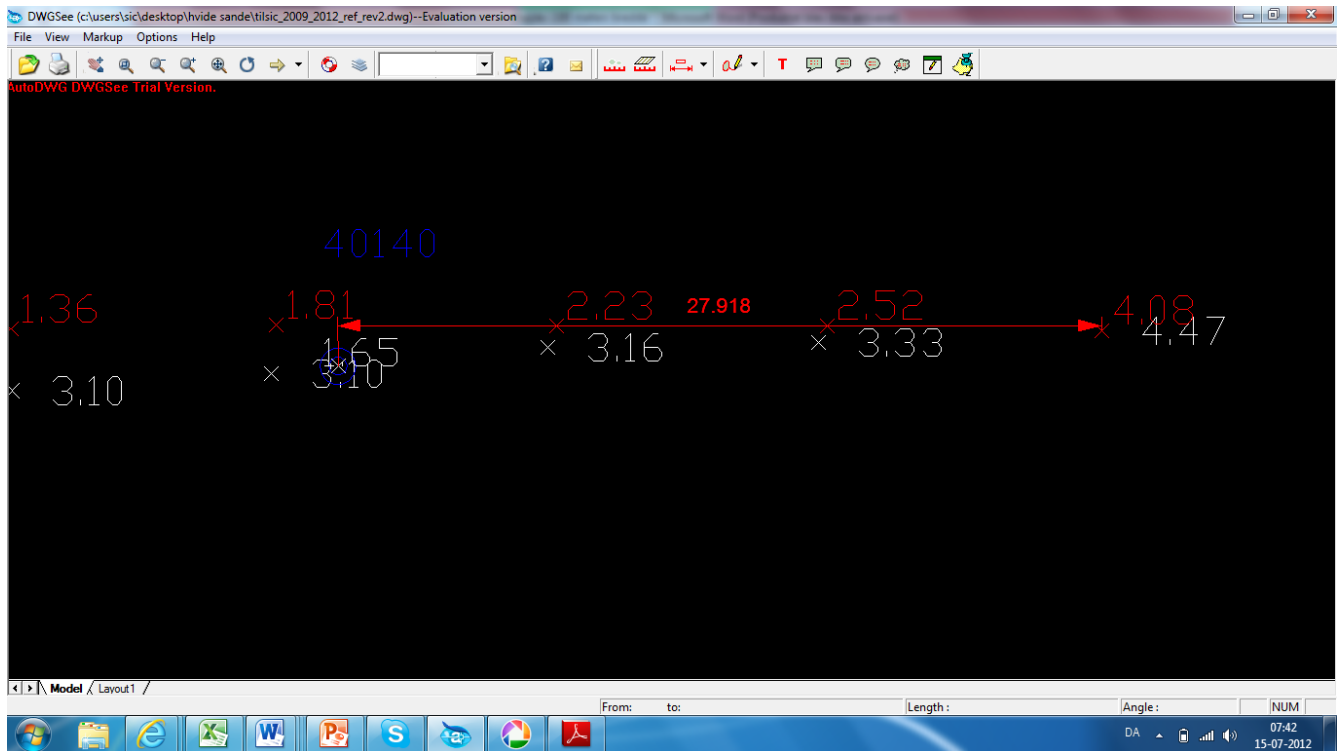 DWGSee (c:\users\sic\desktop\hvide sande\tilsic_2009_2012_ref_rev2.dwg)--Evaluation version
File View Markup Options Help
T
AutoDWG DWGSee Trial Version.
40140
1.36 1.81 2.23 27.918 2.52 4.08
1.65 3.16 3.33 4.47
3.10 3.10
Model Layout1
From: to: Length : Angle : NUM
DA 07:42
15-07-2012